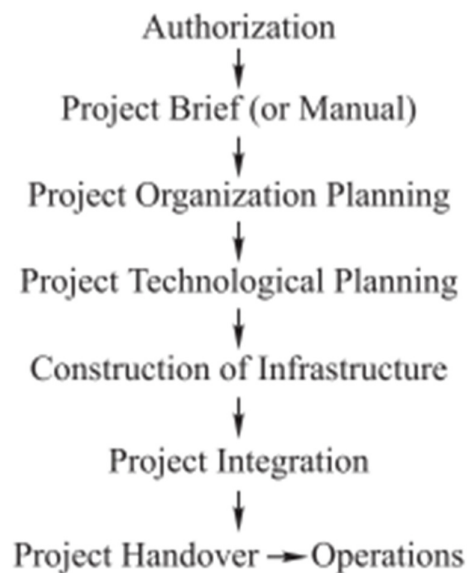 Authorization
Project Brief (or Manual)
Project Organization Planning
Project Technological Planning
Construction of Infrastructure
Project Integration
Project Handover → Operations